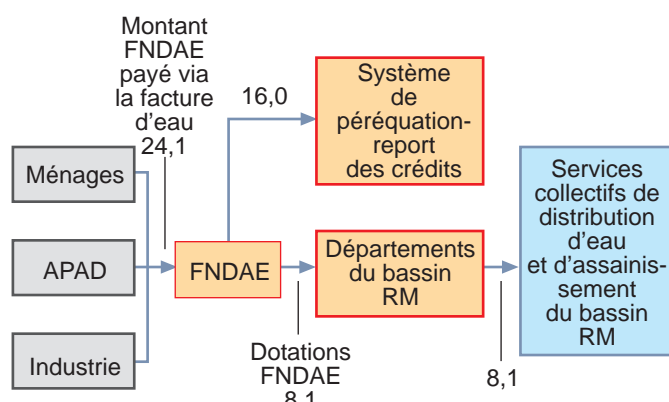 Montant
FNDAE
payé via
la facture
d'eau
24,1
16,0
Système
de
péréquation-
report
des crédits
Ménages
APAD
Industrie
FNDAE
Dotations
FNDAE
8,1
Départements
du bassin
RM
8,1
Services
collectifs de
distribution
d'eau
et d'assainis-
sement
du bassin
RM